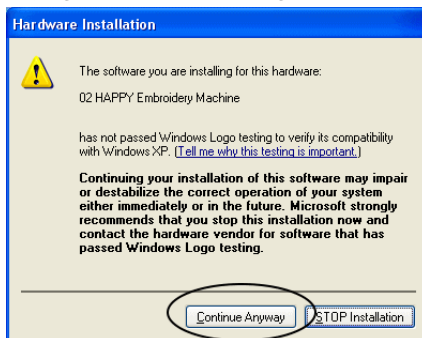 Hardware Installation
The software you are installing for this hardware:
02 HAPPY Embroidery Machine
has not passed Windows Logo testing to verify its compatibility
with Windows XP. (Tell me why this testing is important.)
Continuing your installation of this software may impair
or destabilize the correct operation of your system
either immediately or in the future. Microsoft strongly
recommends that you stop this installation now and
contact the hardware vendor for software that has
passed Windows Logo testing.
Continue Anyway
STOP Installation